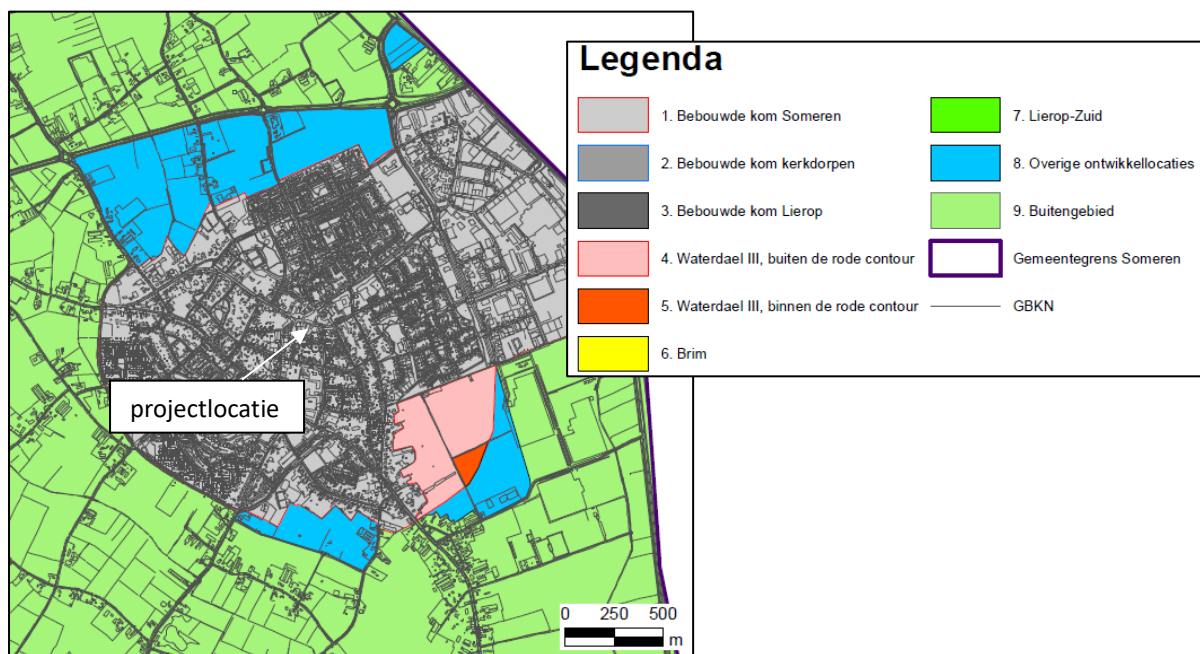 Legenda
1. Bebouwde kom Someren
2. Bebouwde kom kerkdorpen
3. Bebouwde kom Lierop
4. Waterdael III, buiten de rode contour
5. Waterdael III, binnen de rode contour
6. Brim
7. Lierop-Zuid
8. Overige ontwikkellocaties
9. Buitengebied
Gemeentegrens Someren
GBKN
projectlocatie
0 250 500
m